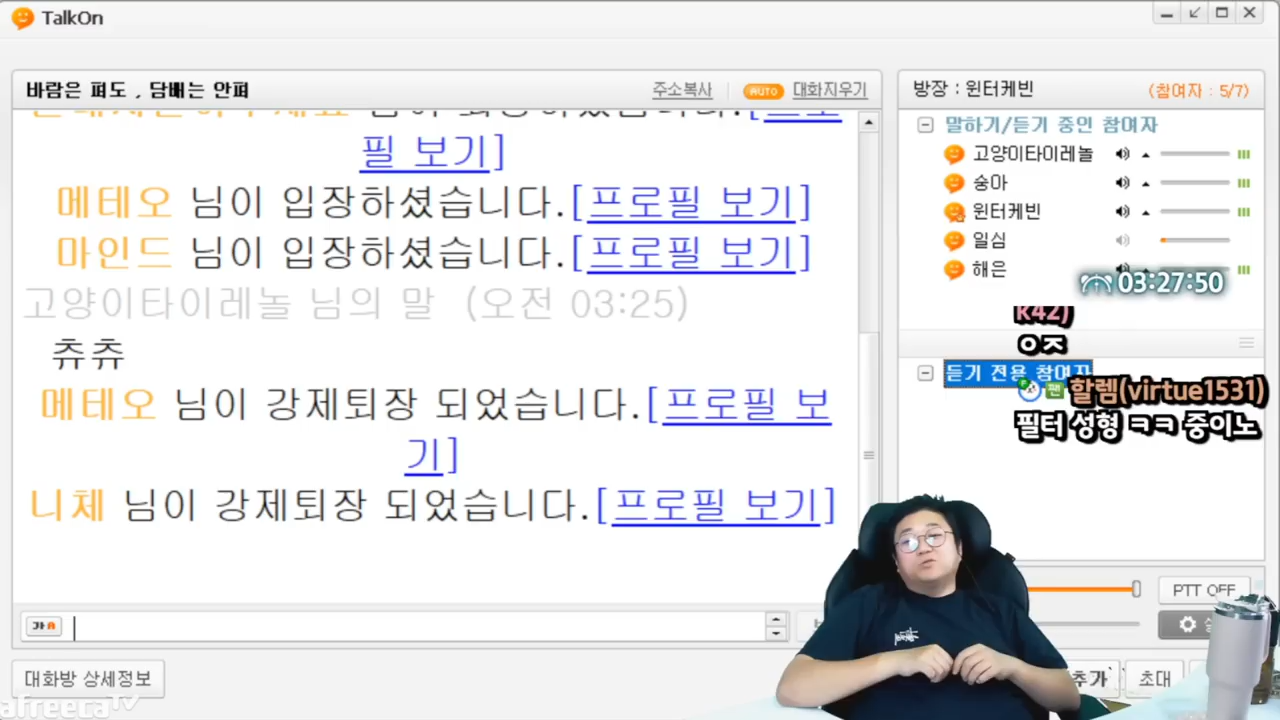 TalkOn
바람은 펴도 , 담배는 안펴
주소복사
AUTO
대화지우기
필 보기]
메테오 님이 입장하셨습니다.[프로필 보기]
마인드 님이 입장하셨습니다.[프로필 보기]
고양이타이레놀 님의 말 (오전 03:25)
츄츄
메테오 님이 강제퇴장 되었습니다.[프로필 보
기]
니체 님이 강제퇴장 되었습니다.[프로필 보기]
가A
대화방 상세정보
afreecaTV
방장 : 윈터케빈
(참여자 : 5/7)
말하기/듣기 중인 참여자
고양이타이레놀
숭아
윈터케빈
일심
해은
03:27:50
k42)
ㅇㅈ
듣기 전용 참여자
팬 할렘(virtue1531)
필터 성형 ㅋㅋ 중이노
PTT OFF
추가
초대